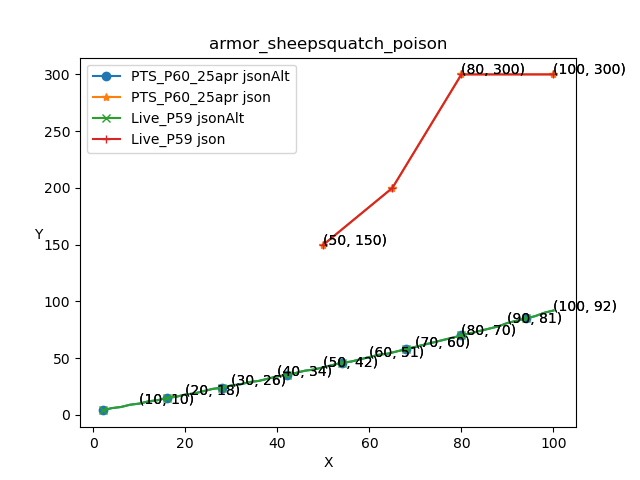 armor_sheepsquatch_poison
PTS_P60_25apr jsonAlt
PTS_P60_25apr json
Live_P59 jsonAlt
Live_P59 json
(80, 300)
(100, 300)
(50, 150)
(100, 92)
(90, 81)
(80, 70)
(70, 60)
(60, 51)
(50, 42)
(40, 34)
(30, 26)
(20, 18)
(10, 10)
300
250
200
150
100
50
0
Y
0 20 40 60 80 100
X